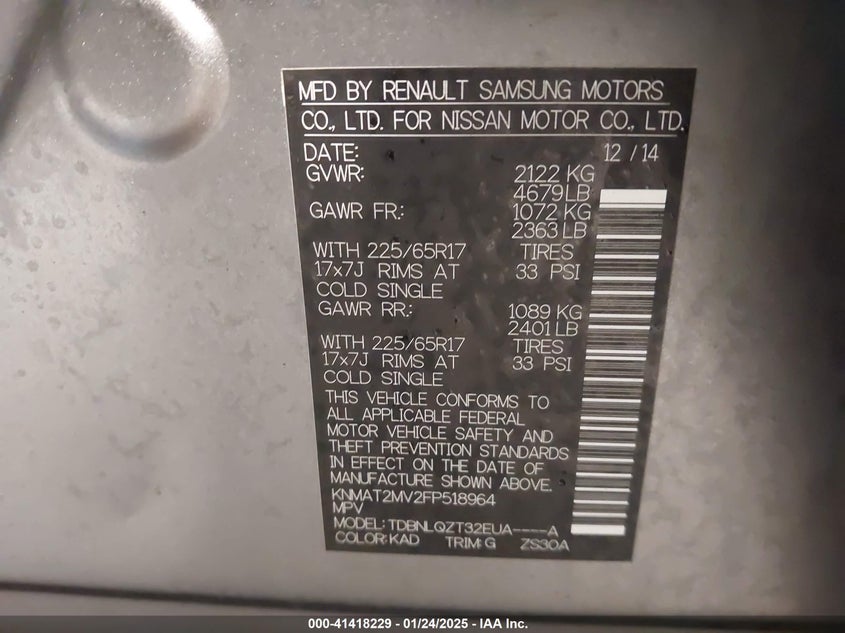 MFD BY RENAULT SAMSUNG MOTORS
CO., LTD. FOR NISSAN MOTOR CO., LTD.
DATE: 12 / 14
GVWR: 2122 KG
4679 LB
GAWR FR.: 1072 KG
2363 LB
WITH 225/65R17 TIRES
17x7J RIMS AT 33 PSI
COLD SINGLE
GAWR RR.: 1089 KG
2401 LB
WITH 225/65R17 TIRES
17x7J RIMS AT 33 PSI
COLD SINGLE
THIS VEHICLE CONFORMS TO
ALL APPLICABLE FEDERAL
MOTOR VEHICLE SAFETY AND
THEFT PREVENTION STANDARDS
IN EFFECT ON THE DATE OF
MANUFACTURE SHOWN ABOVE.
KNMAT2MV2FP518964
MPV
MODEL: TDBNLQZT32EUA----A
COLOR: KAD TRIM: G ZS30A
000-41418229 - 01/24/2025 - IAA Inc.